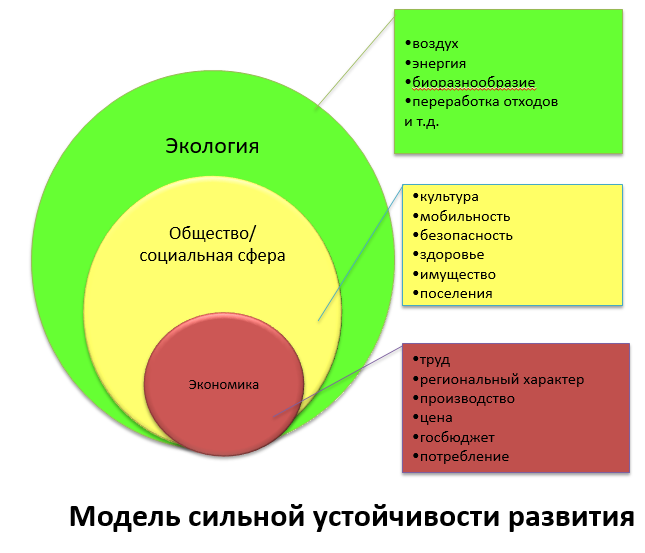 •воздух
•энергия
•биоразнообразие
•переработка отходов
и т.д.
Экология
•культура
•мобильность
•безопасность
•здоровье
•имущество
•поселения
Общество/
социальная сфера
•труд
•региональный характер
•производство
•цена
•госбюджет
•потребление
Экономика
Модель сильной устойчивости развития